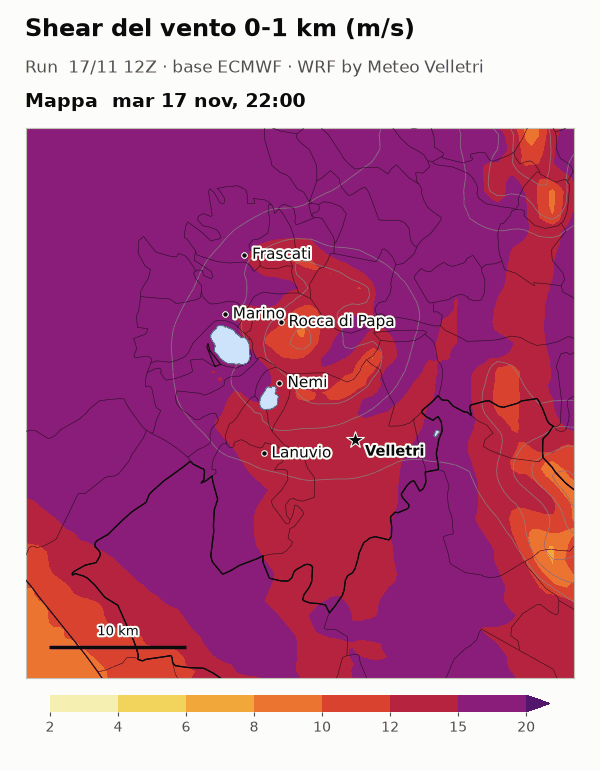 Shear del vento 0-1 km (m/s)
Run  17/11 12Z · base ECMWF · WRF by Meteo Velletri
Mappa  mar 17 nov, 22:00
Frascati
Marino
Rocca di Papa
Nemi
Velletri
Lanuvio
10 km
2 4 6 8 10 12 15 20